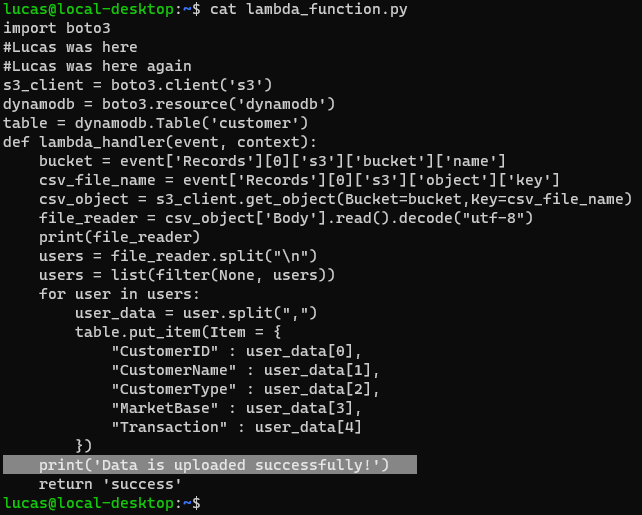 lucas@local-desktop:~$ cat lambda_function.py
import boto3
#Lucas was here
#Lucas was here again
s3_client = boto3.client('s3')
dynamodb = boto3.resource('dynamodb')
table = dynamodb.Table('customer')
def lambda_handler(event, context):
    bucket = event['Records'][0]['s3']['bucket']['name']
    csv_file_name = event['Records'][0]['s3']['object']['key']
    csv_object = s3_client.get_object(Bucket=bucket,Key=csv_file_name)
    file_reader = csv_object['Body'].read().decode("utf-8")
    print(file_reader)
    users = file_reader.split("\n")
    users = list(filter(None, users))
    for user in users:
        user_data = user.split(",")
        table.put_item(Item = {
            "CustomerID" : user_data[0],
            "CustomerName" : user_data[1],
            "CustomerType" : user_data[2],
            "MarketBase" : user_data[3],
            "Transaction" : user_data[4]
        })
    print('Data is uploaded successfully!')
    return 'success'
lucas@local-desktop:~$